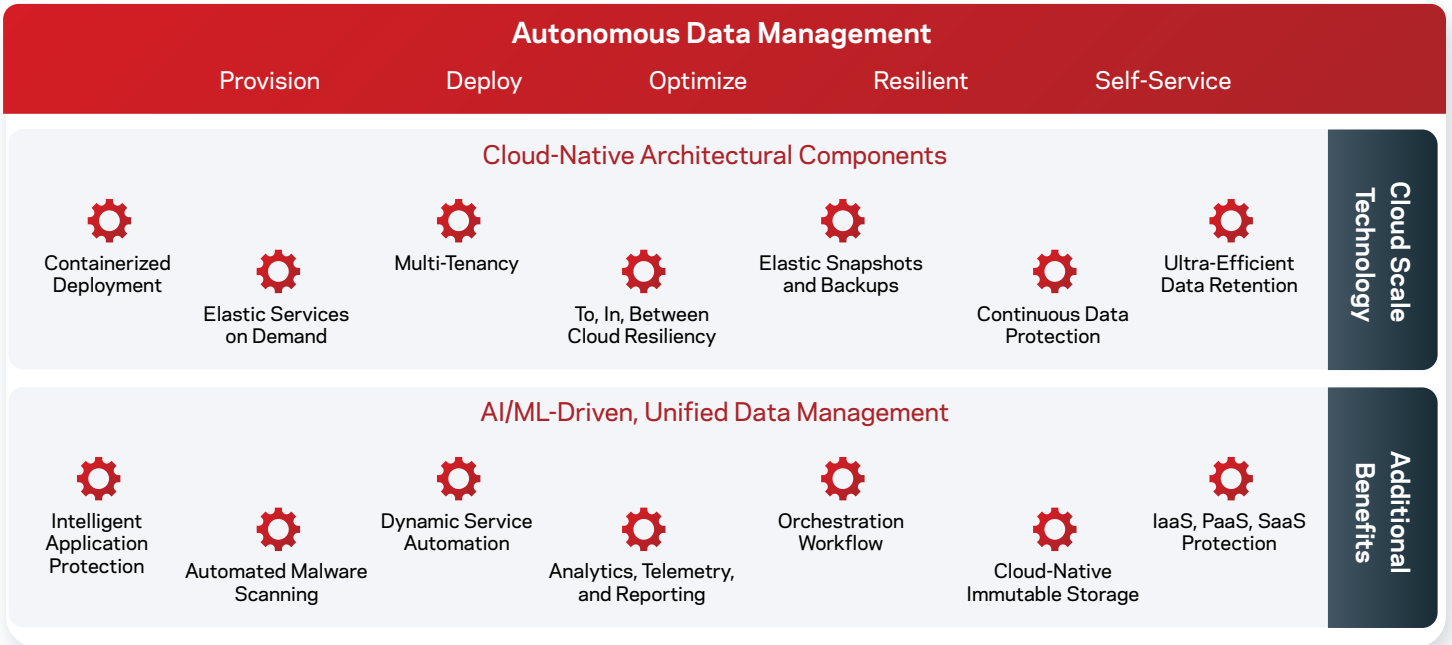 Autonomous Data Management
Provision Deploy Optimize Resilient Self-Service
Cloud-Native Architectural Components
Containerized
Deployment
Elastic Services
on Demand
Multi-Tenancy
To, In, Between
Cloud Resiliency
Elastic Snapshots
and Backups
Continuous Data
Protection
Ultra-Efficient
Data Retention
Cloud Scale
Technology
AI/ML-Driven, Unified Data Management
Intelligent
Application
Protection
Automated Malware
Scanning
Dynamic Service
Automation
Analytics, Telemetry,
and Reporting
Orchestration
Workflow
Cloud-Native
Immutable Storage
IaaS, PaaS, SaaS
Protection
Additional
Benefits